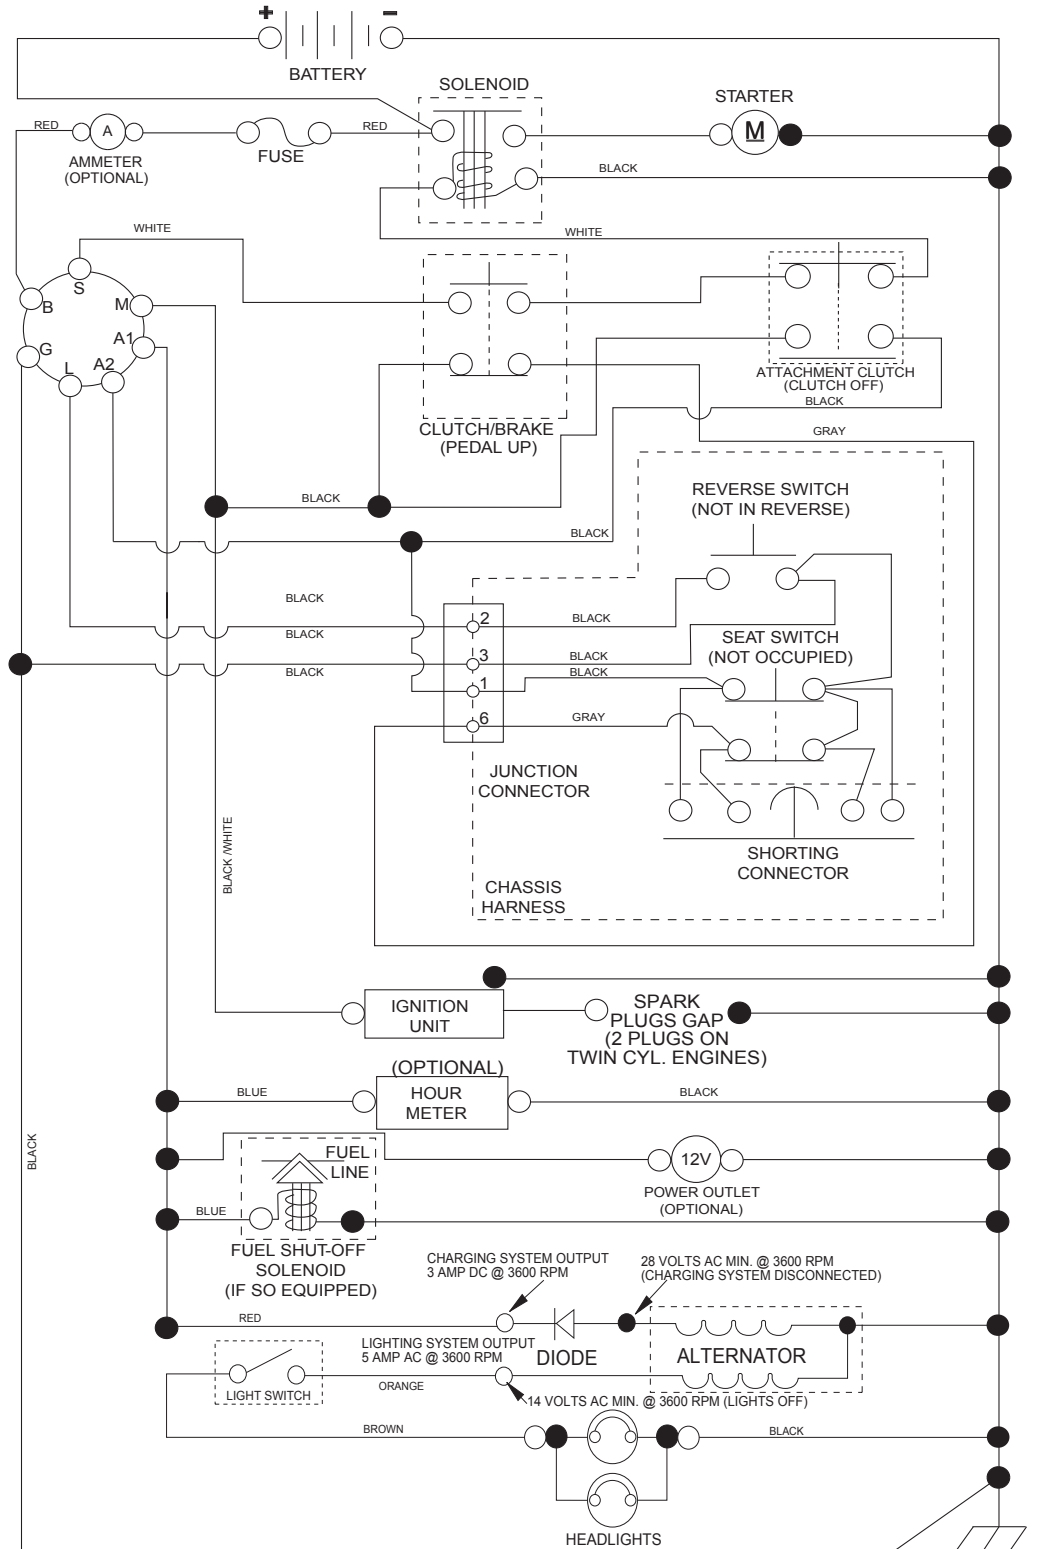 + −
BATTERY
SOLENOID
STARTER
RED
A
RED
M
AMMETER
(OPTIONAL)
FUSE
BLACK
WHITE
WHITE
S
B
M
G
A1
L
A2
ATTACHMENT CLUTCH
(CLUTCH OFF)
BLACK
CLUTCH/BRAKE
(PEDAL UP)
GRAY
REVERSE SWITCH
(NOT IN REVERSE)
BLACK
BLACK
BLACK
2
BLACK
BLACK
SEAT SWITCH
(NOT OCCUPIED)
3
BLACK
BLACK
1
BLACK
6
GRAY
JUNCTION
CONNECTOR
BLACK /WHITE
SHORTING
CONNECTOR
CHASSIS
HARNESS
IGNITION
UNIT
SPARK
PLUGS GAP
(2 PLUGS ON
TWIN CYL. ENGINES)
(OPTIONAL)
HOUR
METER
BLUE
BLACK
BLACK
FUEL
LINE
12V
POWER OUTLET
(OPTIONAL)
BLUE
FUEL SHUT-OFF
SOLENOID
(IF SO EQUIPPED)
CHARGING SYSTEM OUTPUT
3 AMP DC @ 3600 RPM
28 VOLTS AC MIN. @ 3600 RPM
(CHARGING SYSTEM DISCONNECTED)
RED
LIGHTING SYSTEM OUTPUT
5 AMP AC @ 3600 RPM
DIODE
ALTERNATOR
LIGHT SWITCH
ORANGE
14 VOLTS AC MIN. @ 3600 RPM (LIGHTS OFF)
BROWN
BLACK
HEADLIGHTS